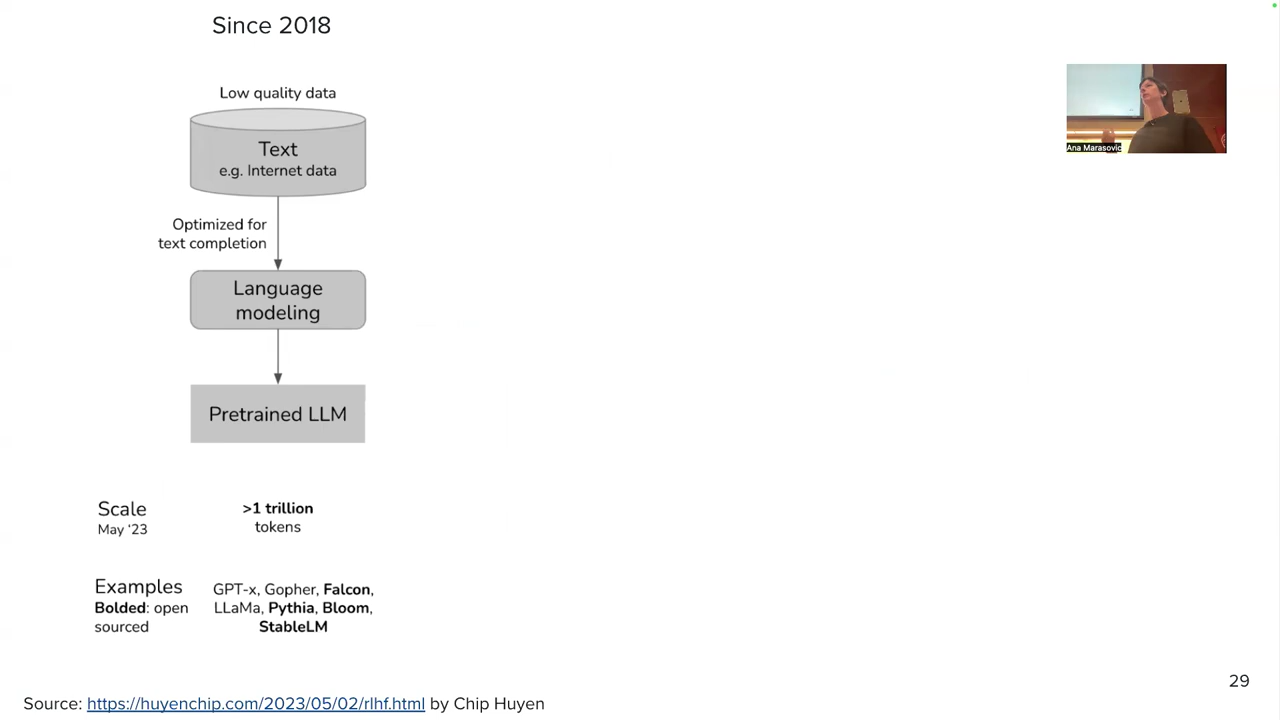 Since 2018
Low quality data
Text
e.g. Internet data
Optimized for
text completion
Language
modeling
Pretrained LLM
Scale
May ‘23
>1 trillion
tokens
Examples
Bolded: open
sourced
GPT-x, Gopher, Falcon,
LLaMa, Pythia, Bloom,
StableLM
Ana Marasovic
29
Source: https://huyenchip.com/2023/05/02/rlhf.html by Chip Huyen